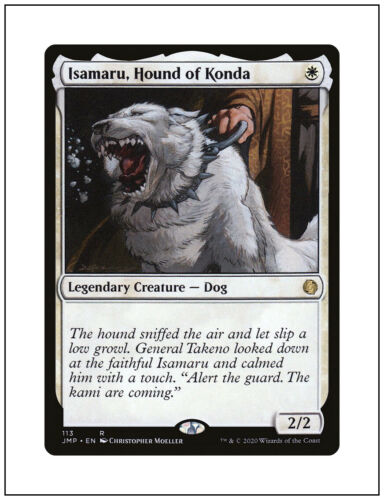 Isamaru, Hound of Konda
Legendary Creature — Dog
The hound sniffed the air and let slip a
low growl. General Takeno looked down
at the faithful Isamaru and calmed
him with a touch. “Alert the guard. The
kami are coming.”
2/2
113 R
JMP • EN Christopher Moeller
™ & © 2020 Wizards of the Coast